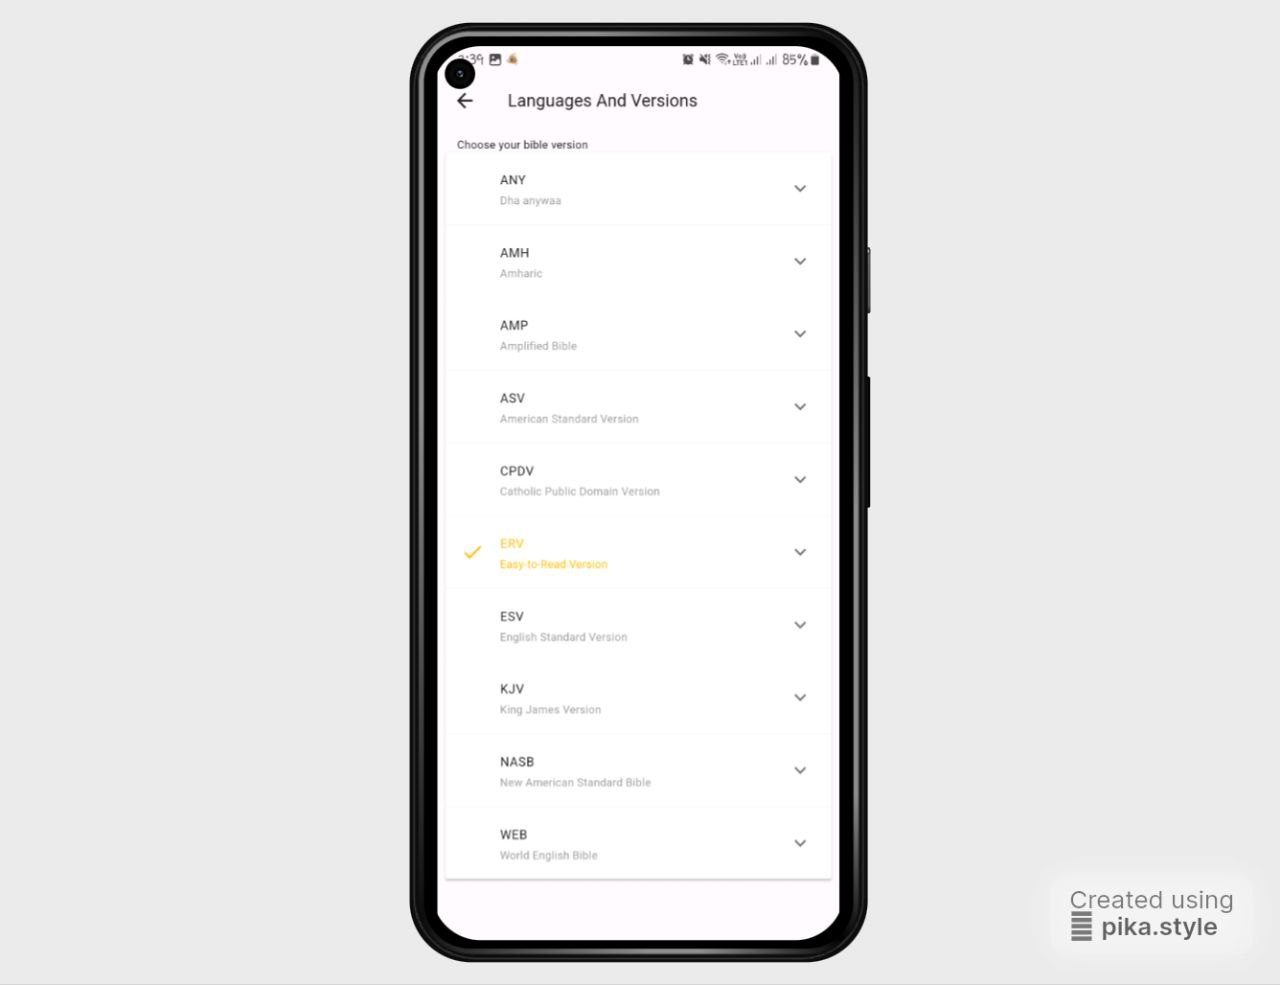 85%
Languages And Versions
Choose your bible version
ANY
Dha anywaa
AMH
Amharic
AMP
Amplified Bible
ASV
American Standard Version
CPDV
Catholic Public Domain Version
ERV
Easy-to-Read Version
ESV
English Standard Version
KJV
King James Version
NASB
New American Standard Bible
WEB
World English Bible
Created using
pika.style